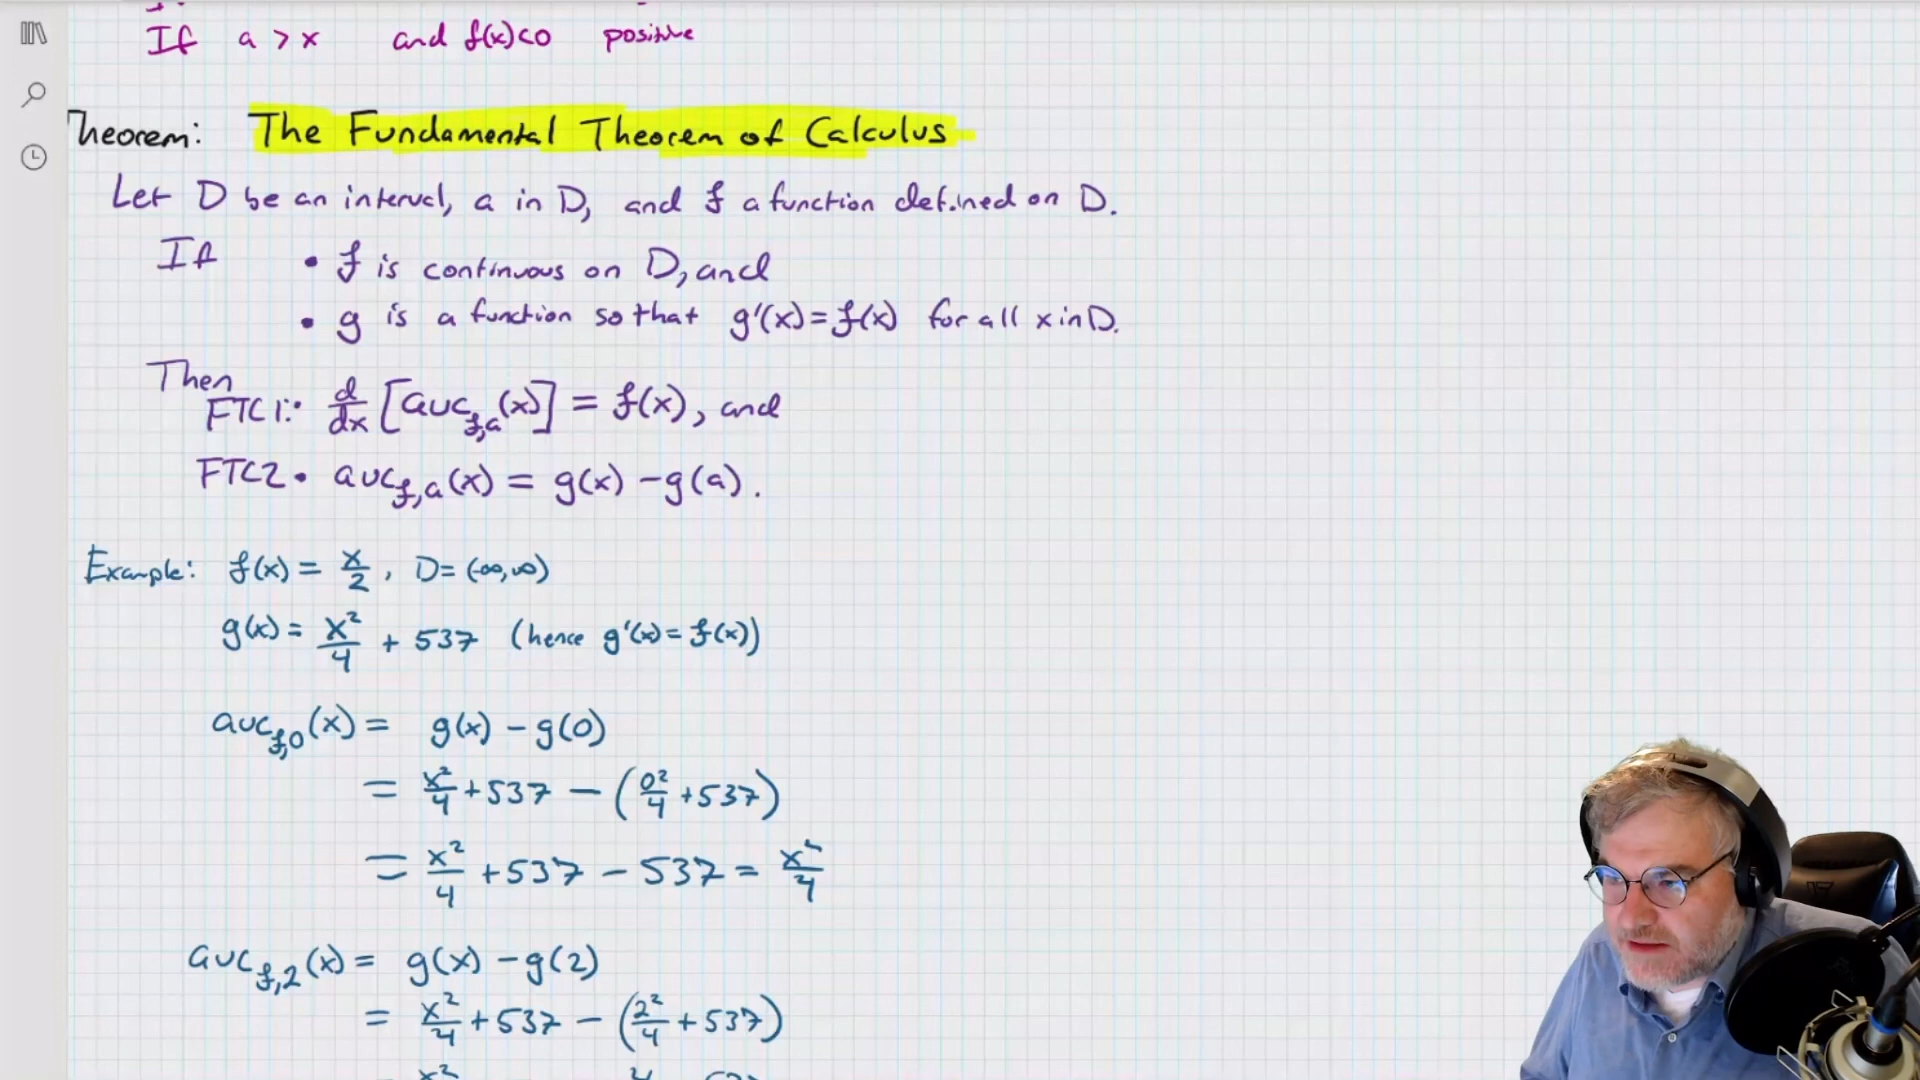 If a > x and f(x)<0 positive
Theorem: The Fundamental Theorem of Calculus
Let D be an interval, a in D, and f a function defined on D.
If • f is continuous on D, and
• g is a function so that g'(x) = f(x) for all x in D.
Then
FTC1: d/dx [auc_f,a(x)] = f(x), and
FTC2 • auc_f,a(x) = g(x) - g(a).
Example: f(x) = x/2, D = (-∞,∞)
g(x) = x²/4 + 537 (hence g'(x) = f(x))
auc_f,0(x) = g(x) - g(0)
= x²/4 + 537 - (0²/4 + 537)
= x²/4 + 537 - 537 = x²/4
auc_f,2(x) = g(x) - g(2)
= x²/4 + 537 - (2²/4 + 537)